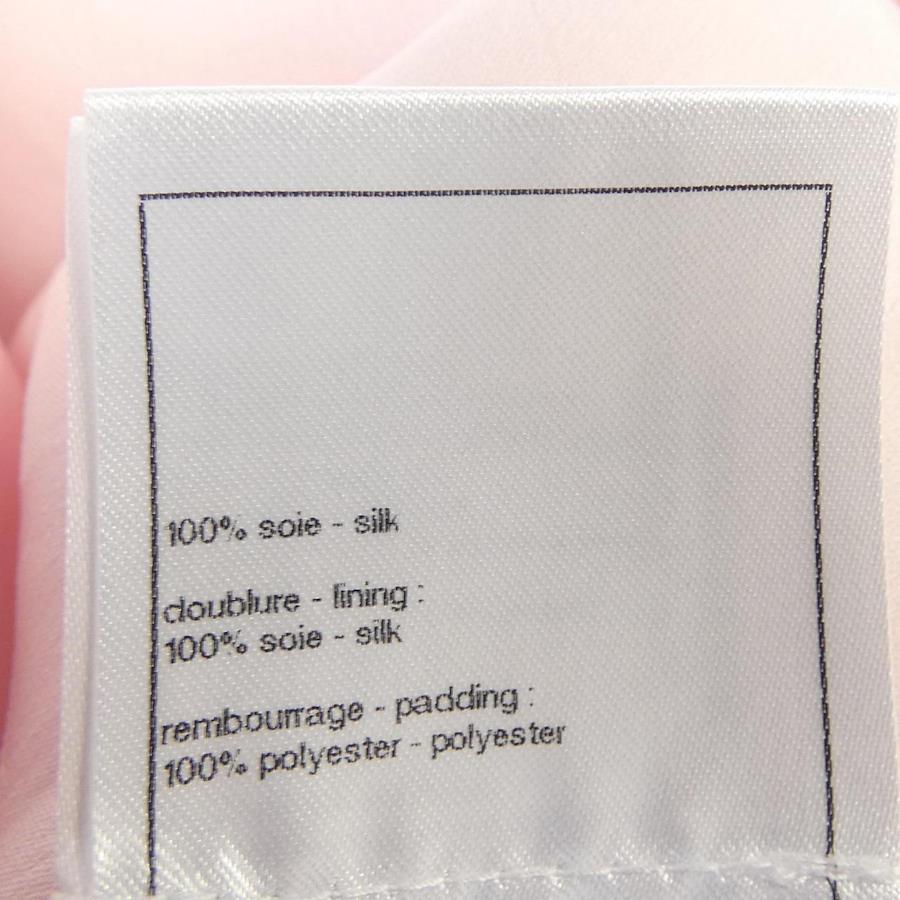 100% soie - silk
doublure - lining :
100% soie - silk
rembourrage - padding :
100% polyester - polyester